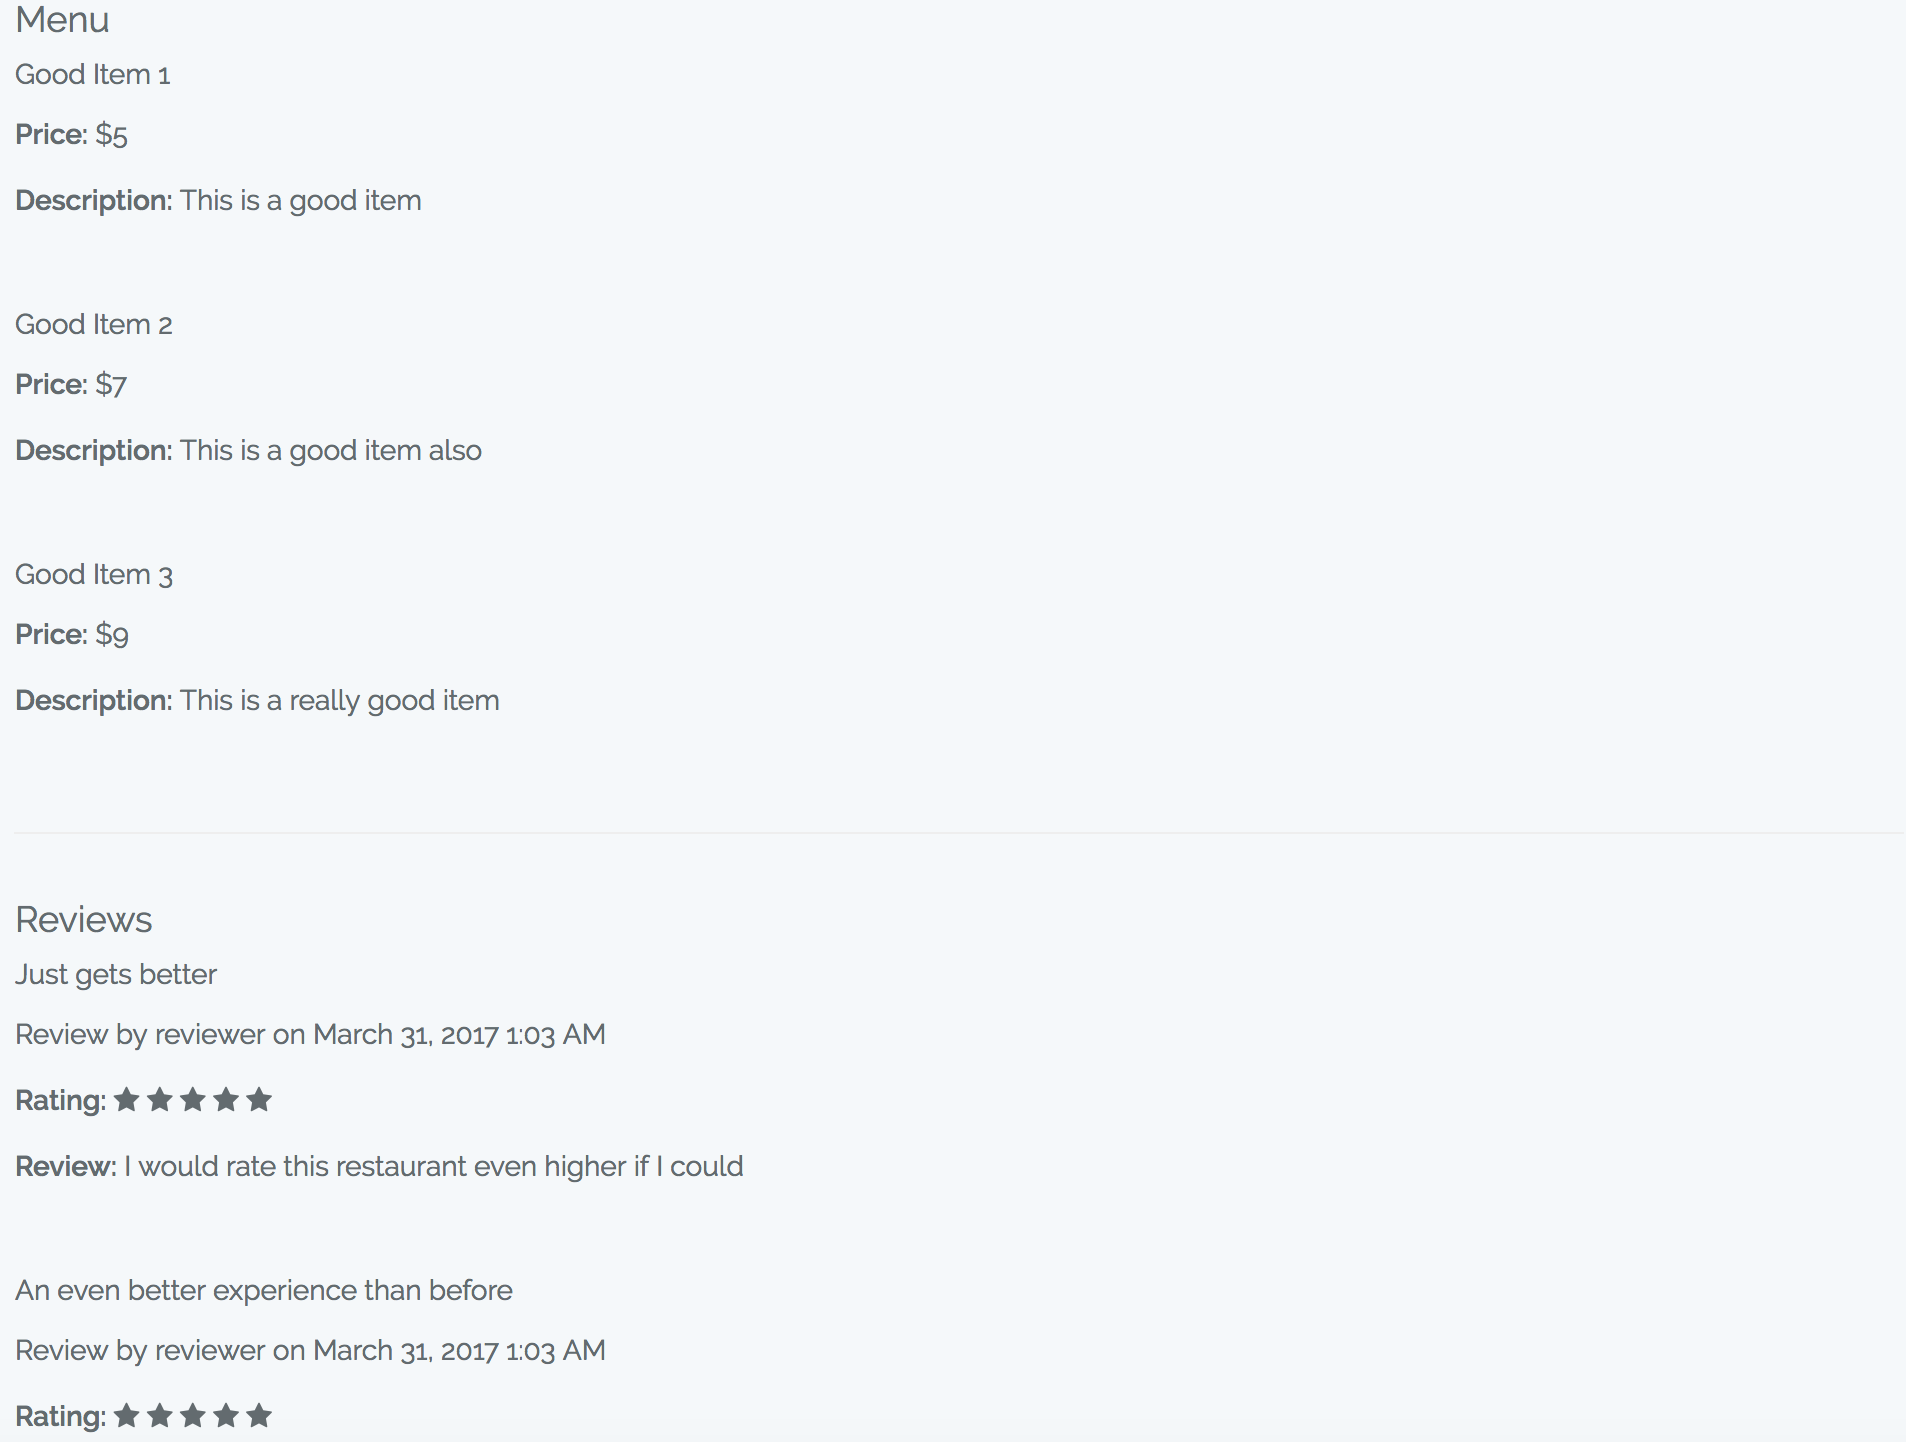 Menu
Good Item 1
Price: $5
Description: This is a good item
Good Item 2
Price: $7
Description: This is a good item also
Good Item 3
Price: $9
Description: This is a really good item
Reviews
Just gets better
Review by reviewer on March 31, 2017 1:03 AM
Rating: ★ ★ ★ ★ ★
Review: I would rate this restaurant even higher if I could
An even better experience than before
Review by reviewer on March 31, 2017 1:03 AM
Rating: ★ ★ ★ ★ ★